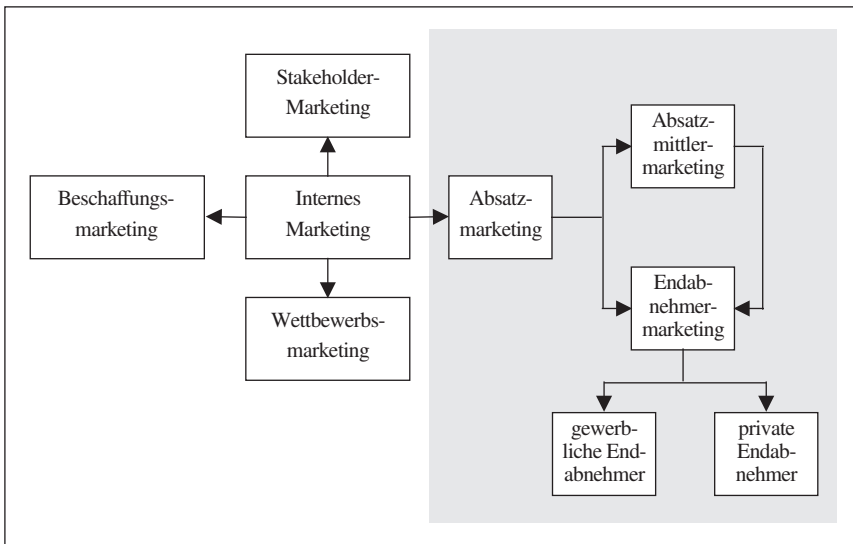 Stakeholder-
Marketing
Absatz-
mittler-
marketing
Beschaffungs-
marketing
Internes
Marketing
Absatz-
marketing
Endab-
nehmer-
marketing
Wettbewerbs-
marketing
gewerb-
liche End-
abnehmer
private
Endab-
nehmer